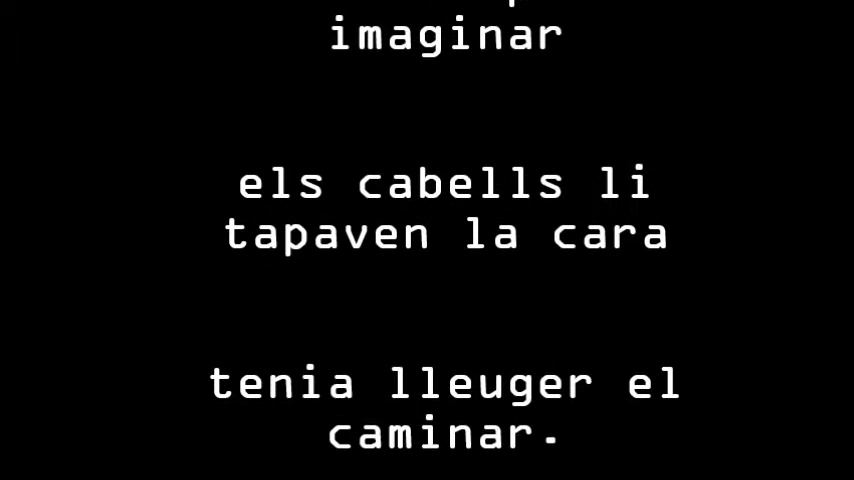 imaginar
els cabells li
tapaven la cara
tenia lleuger el
caminar.